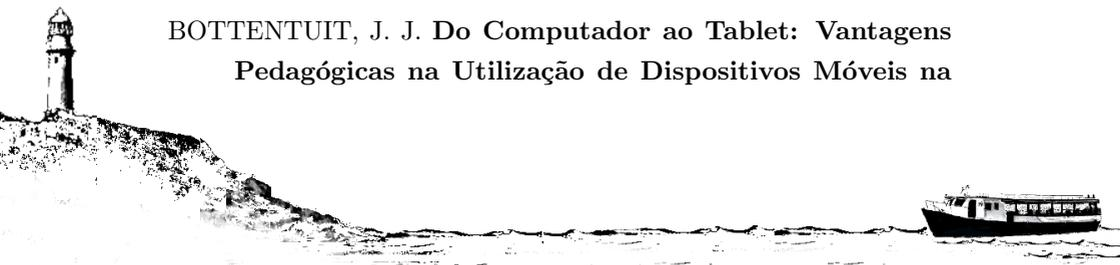 BOTTENTUIT, J. J. Do Computador ao Tablet: Vantagens
Pedagógicas na Utilização de Dispositivos Móveis na